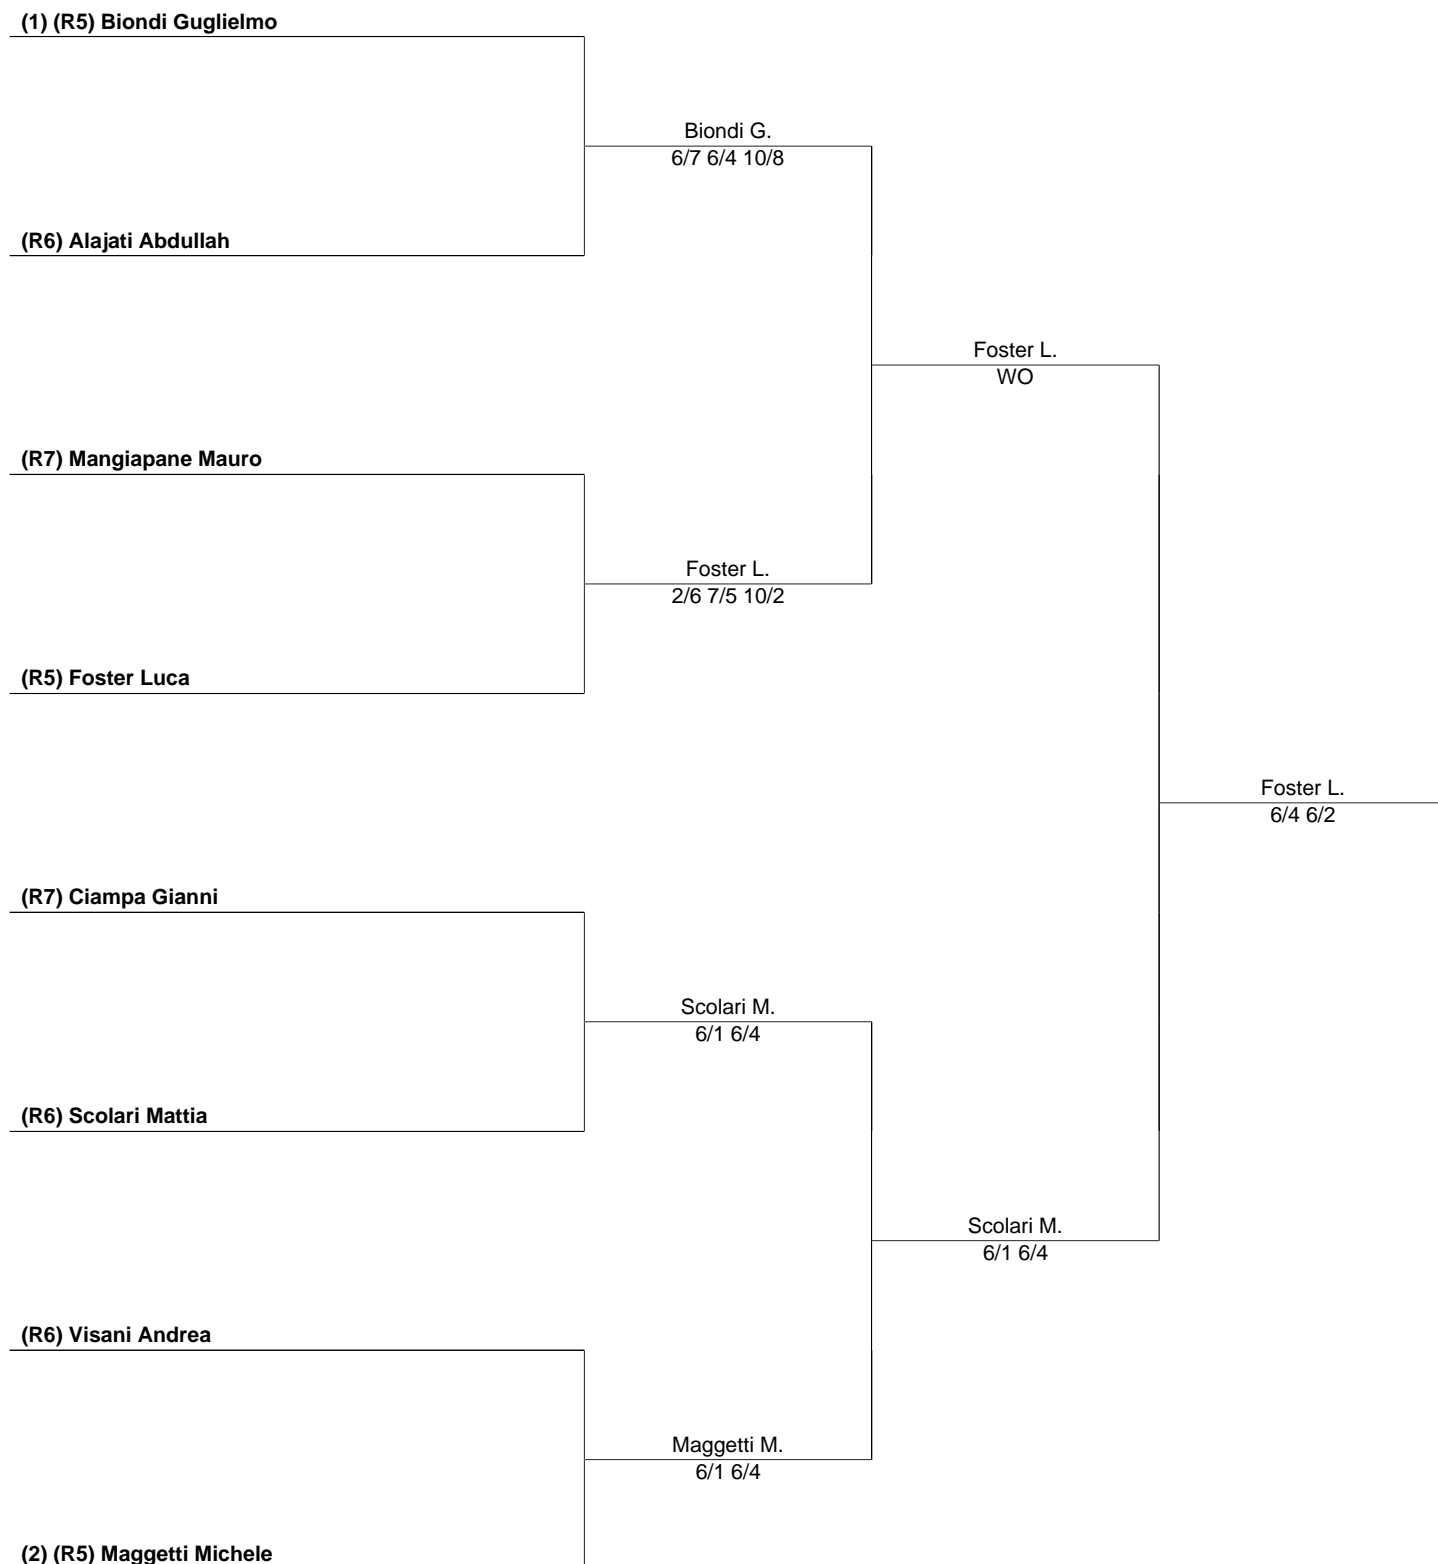 (1) (R5) Biondi Guglielmo
Biondi G.
6/7 6/4 10/8
(R6) Alajati Abdullah
Foster L.
WO
(R7) Mangiapane Mauro
Foster L.
2/6 7/5 10/2
(R5) Foster Luca
Foster L.
6/4 6/2
(R7) Ciampa Gianni
Scolari M.
6/1 6/4
(R6) Scolari Mattia
Scolari M.
6/1 6/4
(R6) Visani Andrea
Maggetti M.
6/1 6/4
(2) (R5) Maggetti Michele